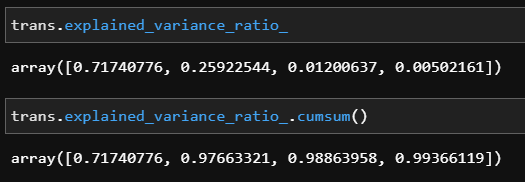 trans.explained_variance_ratio_
array([0.71740776, 0.25922544, 0.01200637, 0.00502161])
trans.explained_variance_ratio_.cumsum()
array([0.71740776, 0.97663321, 0.98863958, 0.99366119])